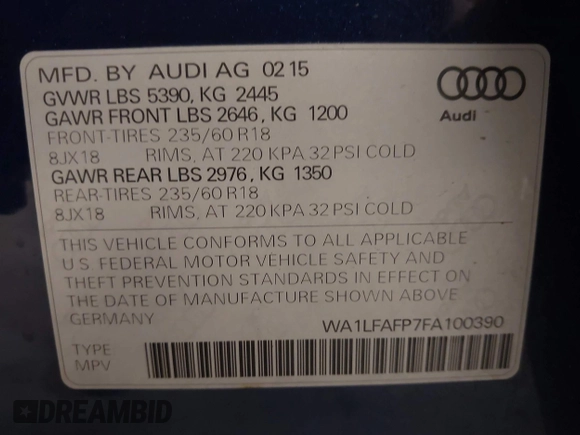 MFD. BY AUDI AG 02 15
GVWR LBS 5390, KG 2445
GAWR FRONT LBS 2646, KG 1200
FRONT-TIRES 235/60 R18
8JX18 RIMS, AT 220 KPA 32 PSI COLD
GAWR REAR LBS 2976, KG 1350
REAR-TIRES 235/60 R18
8JX18 RIMS, AT 220 KPA 32 PSI COLD
Audi
THIS VEHICLE CONFORMS TO ALL APPLICABLE
U S FEDERAL MOTOR VEHICLE SAFETY AND
THEFT PREVENTION STANDARDS IN EFFECT ON
THE DATE OF MANUFACTURE SHOWN ABOVE
GERMANY
WA1LFAFP7FA100390
TYPE
MPV
DREAMBID